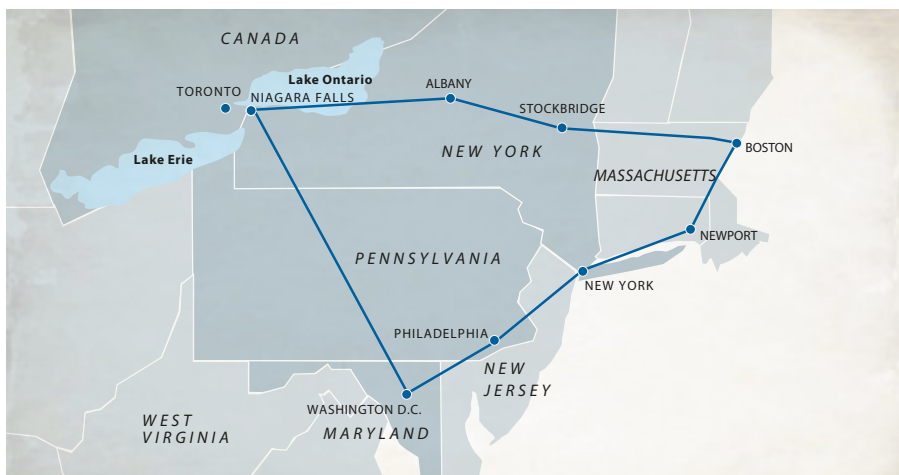 CANADA
Lake Ontario
TORONTO
NIAGARA FALLS
ALBANY
STOCKBRIDGE
BOSTON
Lake Erie
NEW YORK
MASSACHUSETTS
NEWPORT
PENNSYLVANIA
NEW YORK
PHILADELPHIA
NEW
JERSEY
WASHINGTON D.C.
WEST
VIRGINIA
MARYLAND